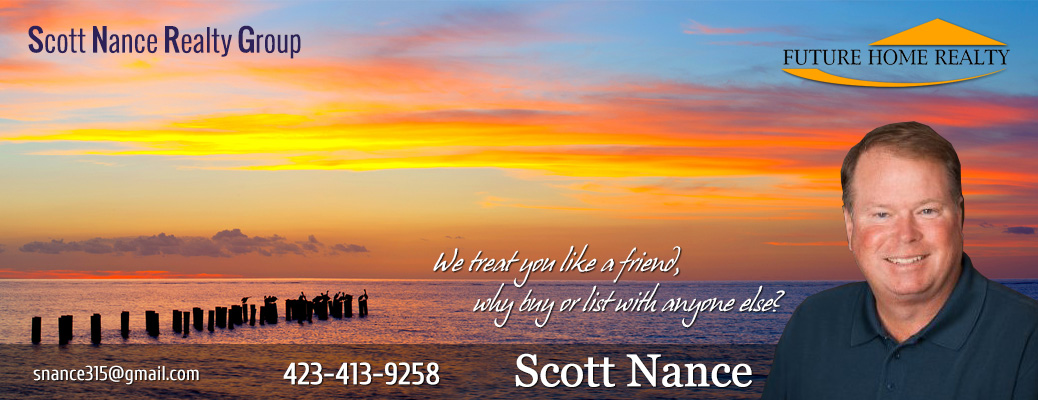 Scott Nance Realty Group
FUTURE HOME REALTY
We treat you like a friend,
why buy or list with anyone else?
snance315@gmail.com
423-413-9258
Scott Nance